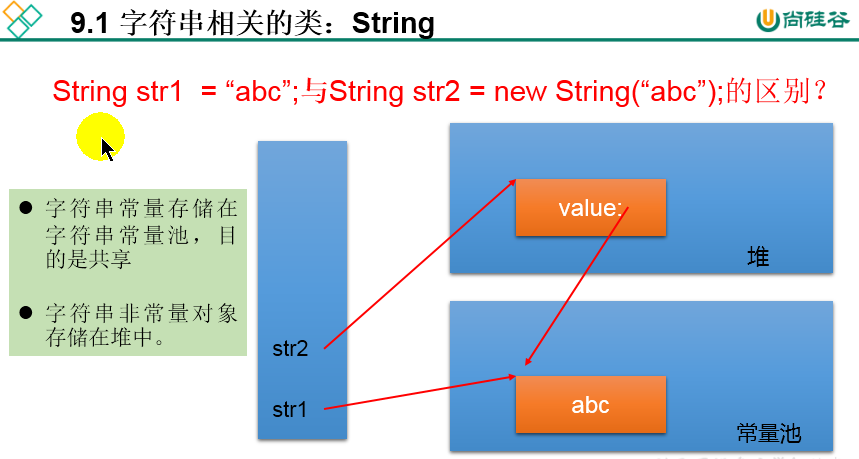 9.1 字符串相关的类：String
尚硅谷
String str1 = “abc”;与String str2 = new String(“abc”);的区别？
● 字符串常量存储在
字符串常量池，目
的是共享
● 字符串非常量对象
存储在堆中。
str2
str1
value:
堆
abc
常量池